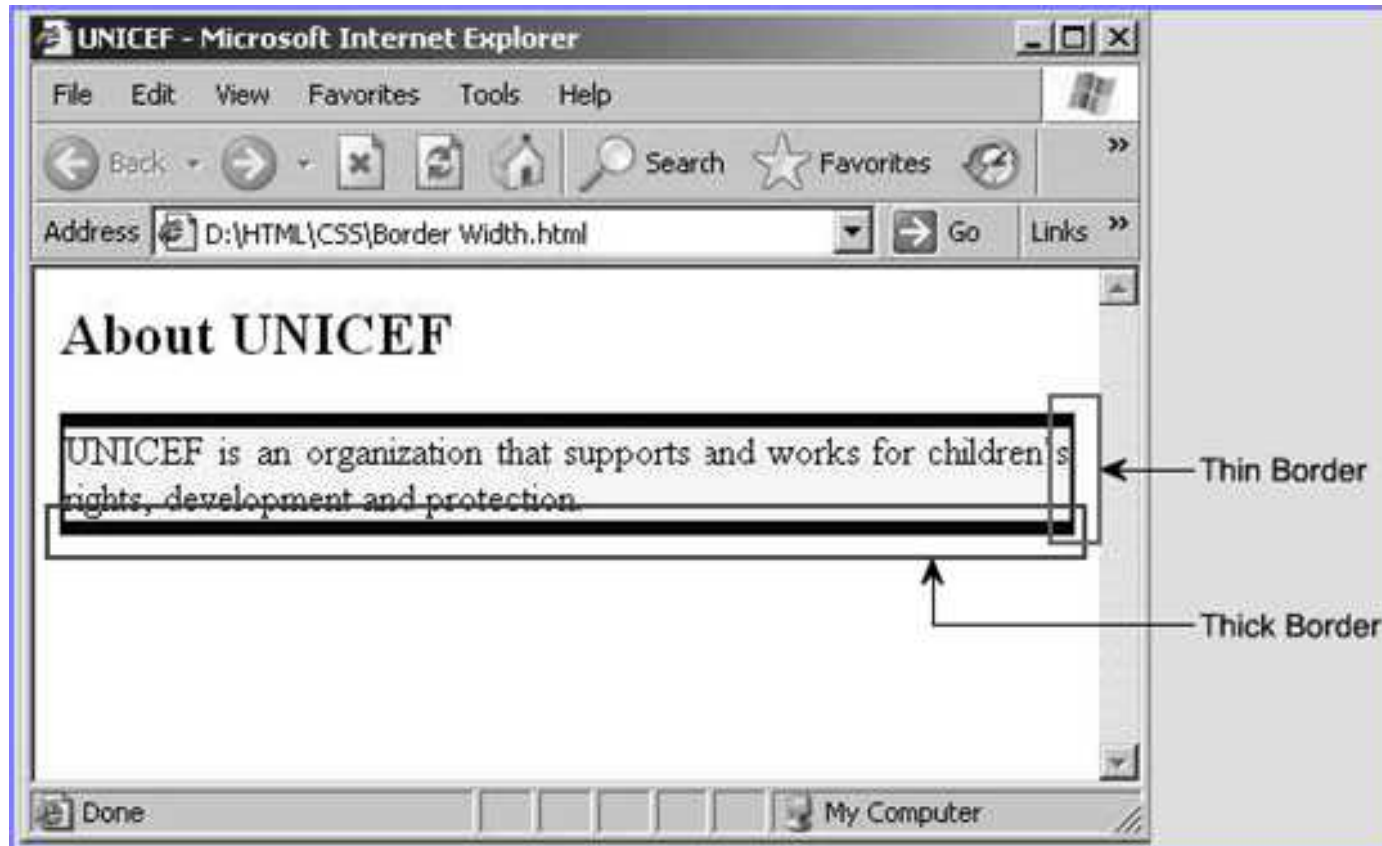 UNICEF - Microsoft Internet Explorer
File Edit View Favorites Tools Help
Back Search Favorites »
Address D:\HTML\CSS\Border Width.html Go Links »
About UNICEF
UNICEF is an organization that supports and works for children's
rights, development and protection.
Thin Border
Thick Border
Done My Computer